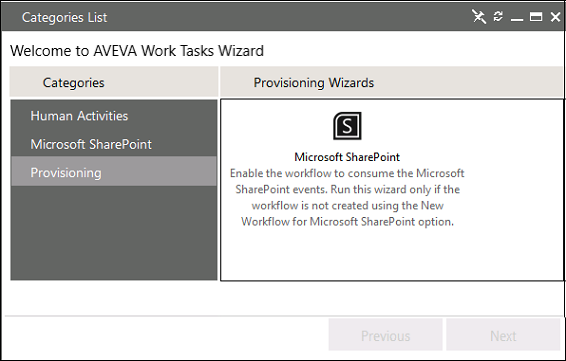 Categories List
Welcome to AVEVA Work Tasks Wizard
Categories
Provisioning Wizards
Human Activities
Microsoft SharePoint
Provisioning
S
Microsoft SharePoint
Enable the workflow to consume the Microsoft
SharePoint events. Run this wizard only if the
workflow is not created using the New
Workflow for Microsoft SharePoint option.
Previous
Next